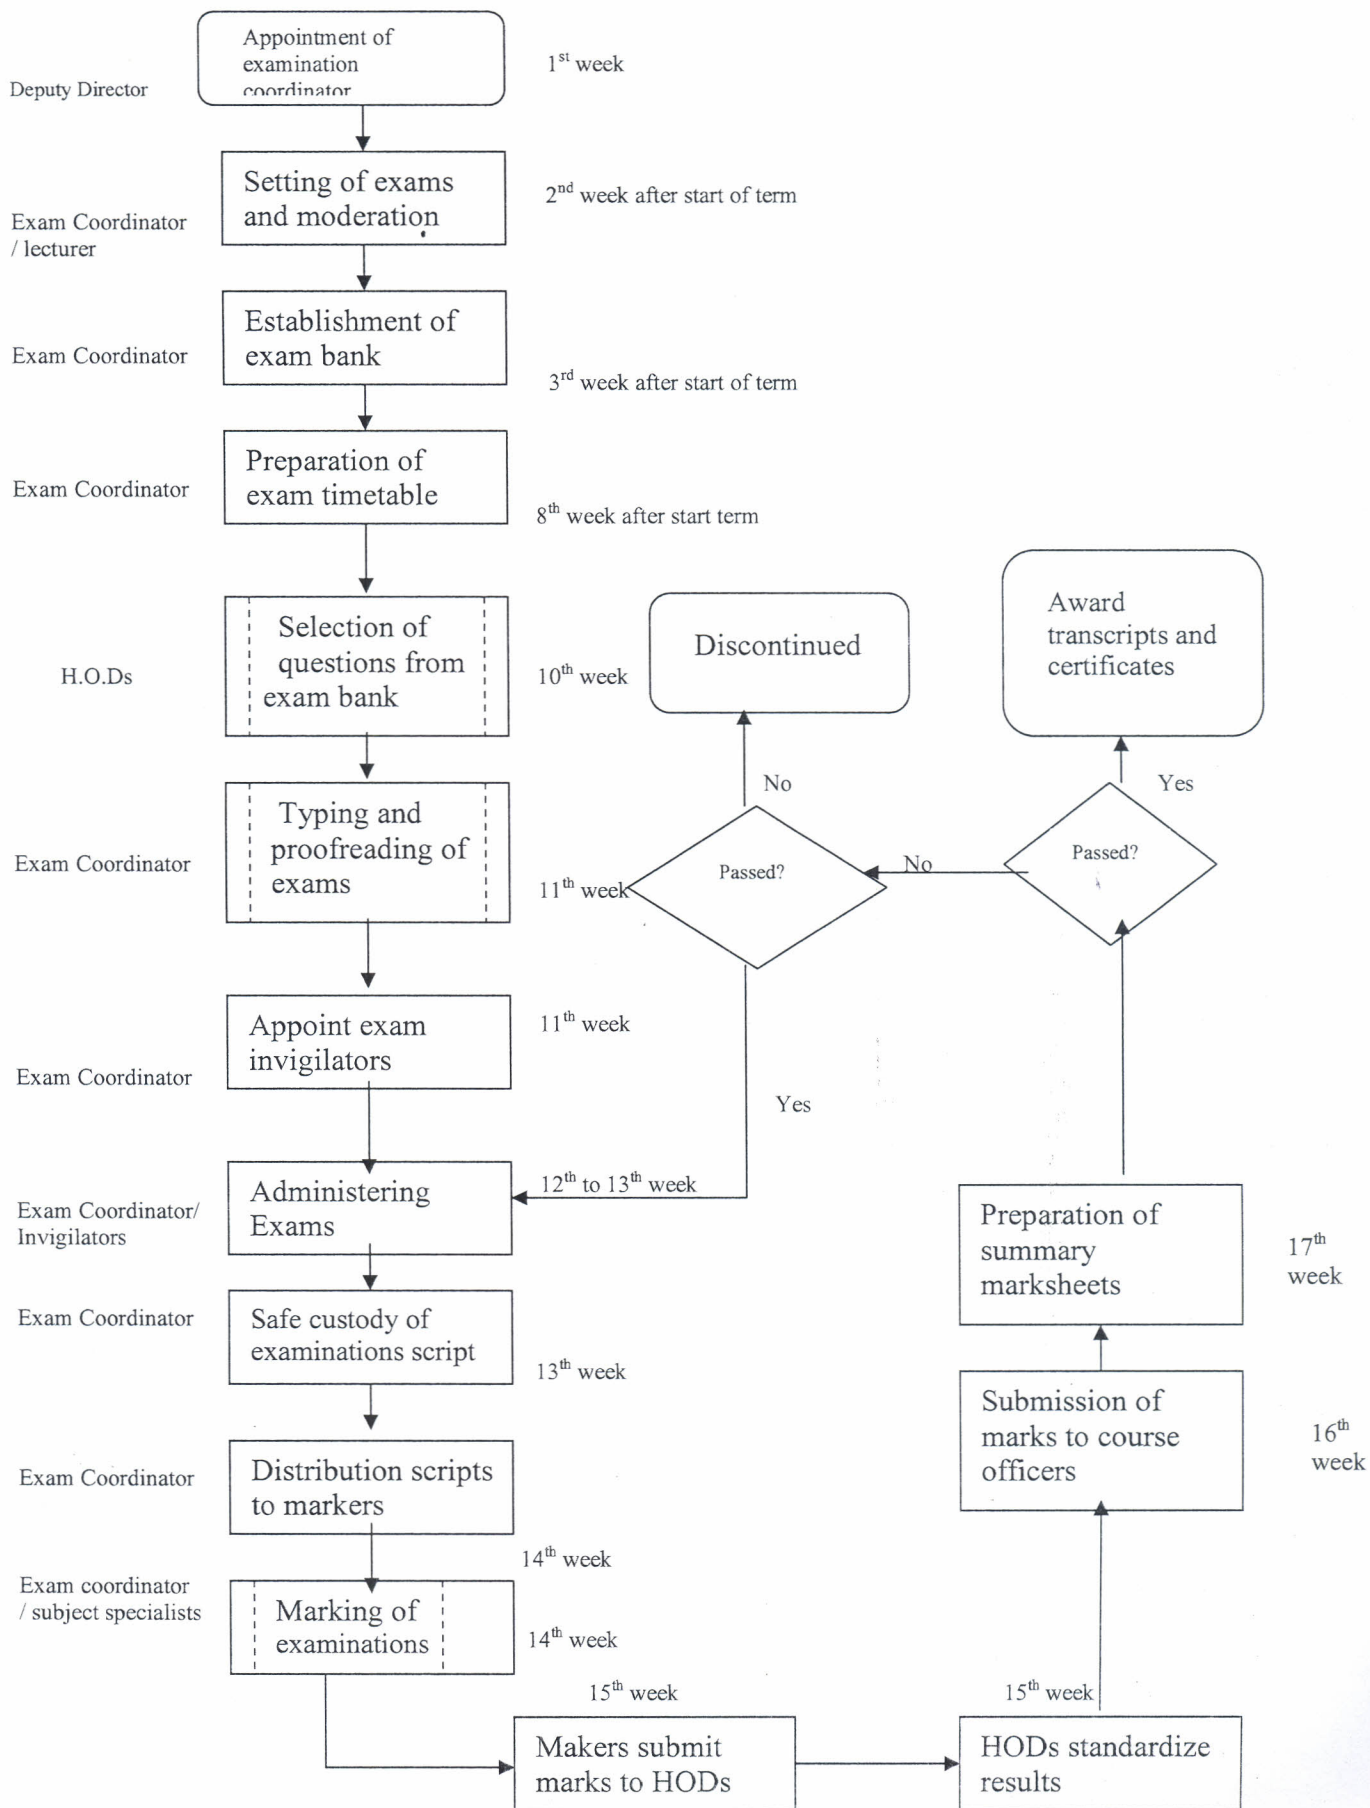 Appointment of
examination
coordinator
1st week
Deputy Director
Setting of exams
and moderation
2nd week after start of term
Exam Coordinator
/ lecturer
Establishment of
exam bank
Exam Coordinator
3rd week after start of term
Preparation of
exam timetable
Exam Coordinator
8th week after start term
Selection of
questions from
exam bank
H.O.Ds
10th week
Discontinued
Award
transcripts and
certificates
No
Yes
Typing and
proofreading of
exams
Exam Coordinator
11th week
Passed?
No
Passed?
Appoint exam
invigilators
11th week
Exam Coordinator
Yes
Administering
Exams
12th to 13th week
Exam Coordinator/
Invigilators
Preparation of
summary
marksheets
17th
week
Safe custody of
examinations script
Exam Coordinator
13th week
Submission of
marks to course
officers
16th
week
Distribution scripts
to markers
Exam Coordinator
14th week
Exam coordinator
/ subject specialists
Marking of
examinations
14th week
15th week
15th week
Makers submit
marks to HODs
HODs standardize
results